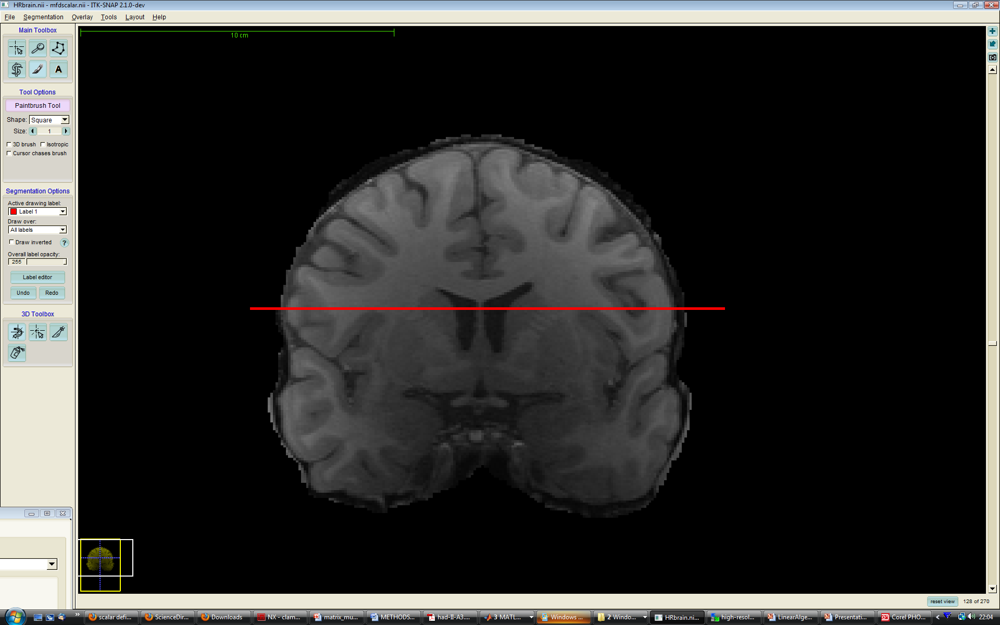 HRbrain.nii - mfdscalar.nii - ITK-SNAP 2.1.0-dev
File Segmentation Overlay Tools Layout Help
Main Toolbox
A
Tool Options
Paintbrush Tool
Shape: Square
Size: 1
3D brush Isotropic
Cursor chases brush
Segmentation Options
Active drawing label:
Label 1
Draw over:
All labels
Draw inverted ?
Overall label opacity:
255
Label editor
Undo Redo
3D Toolbox
10 cm
reset view 128 of 270
» scalar defi... ScienceDir... Downloads NX - clam... matrix_mu... METHODS... had-II-A3.... 3 MATL... Windows ... 2 Windo... HRbrain.ni... high-resol... LinearAlge... Presentati... Corel PHO... < 22:04